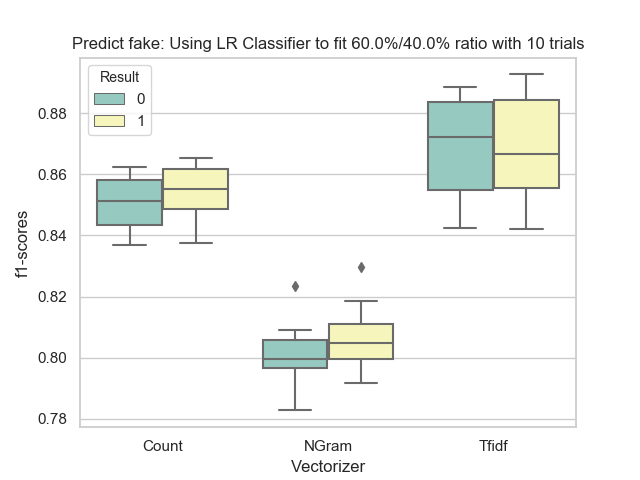 Predict fake: Using LR Classifier to fit 60.0%/40.0% ratio with 10 trials
Result
0
1
0.88
0.86
0.84
0.82
0.80
0.78
f1-scores
Count NGram Tfidf
Vectorizer